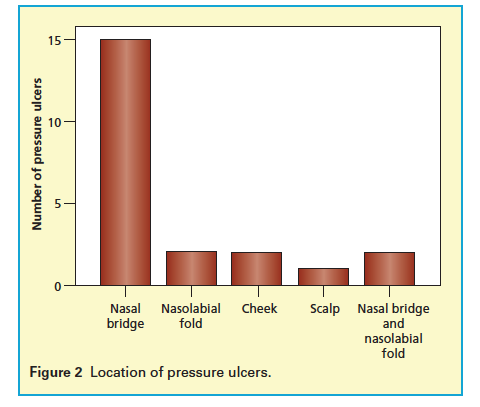 Number of pressure ulcers
15
10
5
0
Nasal bridge
Nasolabial fold
Cheek
Scalp
Nasal bridge and nasolabial fold
Figure 2 Location of pressure ulcers.